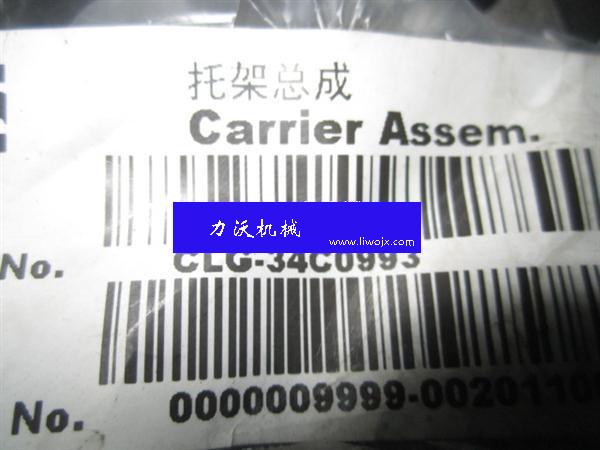 托架总成
Carrier Assem.
力沃机械
www.liwojx.com
No. CLG-34C0993
No. 0000009999-0020110